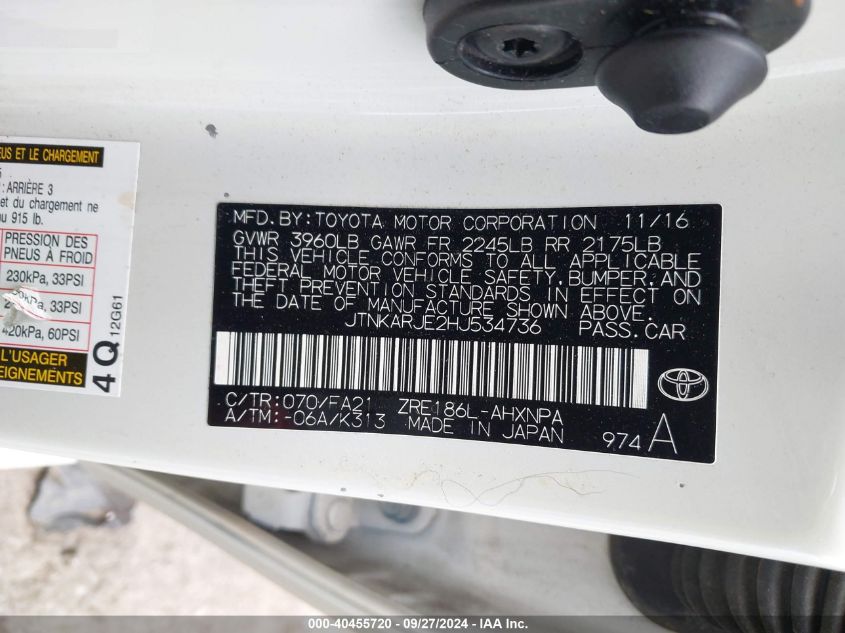 EUS ET LE CHARGEMENT
: ARRIÈRE 3
et du chargement ne
915 lb.
PRESSION DES
PNEUS À FROID
230kPa, 33PSI
33PSI
420kPa, 60PSI
L'USAGER
EIGNEMENTS
4Q 12G61
MFD.BY:TOYOTA MOTOR CORPORATION 11/16
GVWR 3960LB GAWR FR 2245LB RR 2175LB
THIS VEHICLE CONFORMS TO ALL APPLICABLE
FEDERAL MOTOR VEHICLE SAFETY,BUMPER,AND
THEFT PREVENTION STANDARDS IN EFFECT ON
THE DATE OF MANUFACTURE SHOWN ABOVE.
JTNKARJE2HJ534736 PASS.CAR
C/TR:070/FA21 ZRE186L-AHXNPA
A/TM:-06A/K313 MADE IN JAPAN 974 A
000-40455720 - 09/27/2024 - IAA Inc.